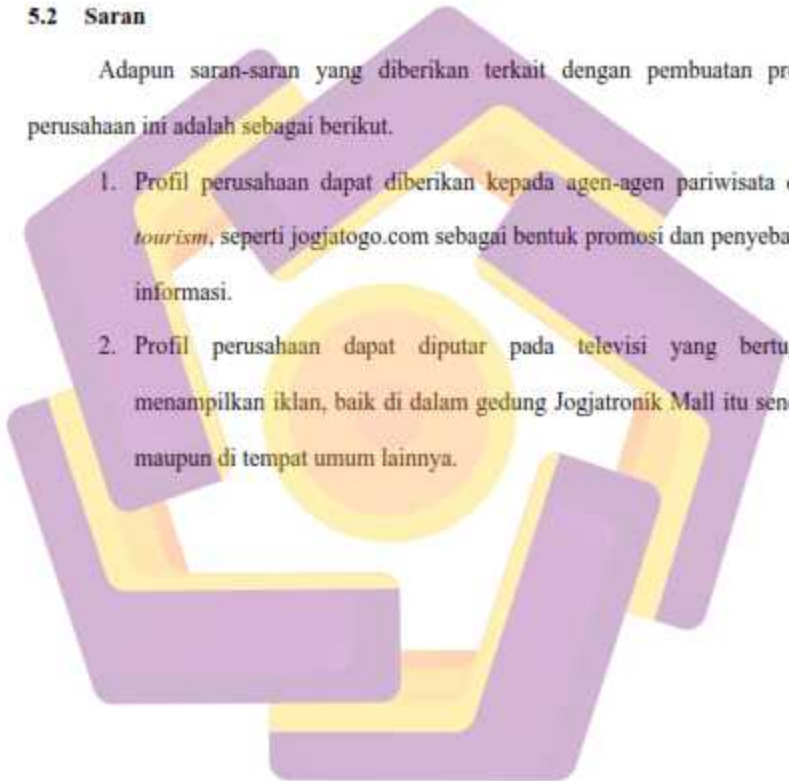 5.2 Saran
Adapun saran-saran yang diberikan terkait dengan pembuatan pr
perusahaan ini adalah sebagai berikut.
1. Profil perusahaan dapat diberikan kepada agen-agen pariwisata
tourism, seperti jogjatogo.com sebagai bentuk promosi dan penyeba
informasi.
2. Profil perusahaan dapat diputar pada televisi yang bertu
menampilkan iklan, baik di dalam gedung Jogjatronik Mall itu sen
maupun di tempat umum lainnya.